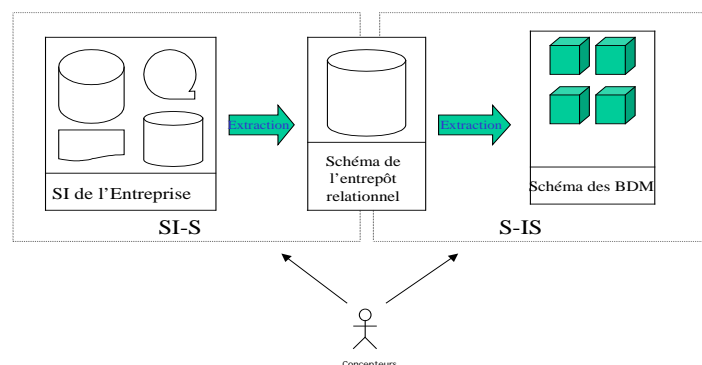 Extraction
Extraction
SI de l’Entreprise
Schéma de
l’entrepôt
relationnel
Schéma des BDM
SI-S
S-IS
Concepteurs